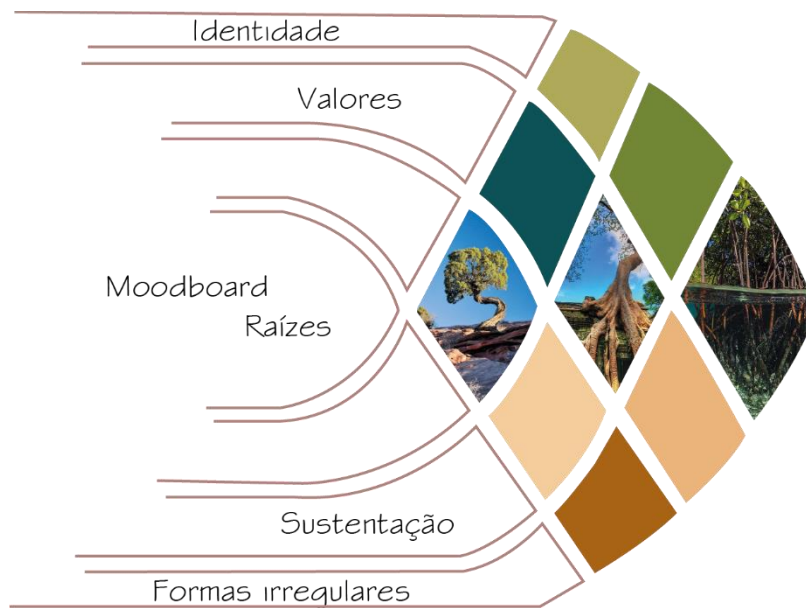 Identidade
Valores
Moodboard
Raízes
Sustentação
Formas irregulares